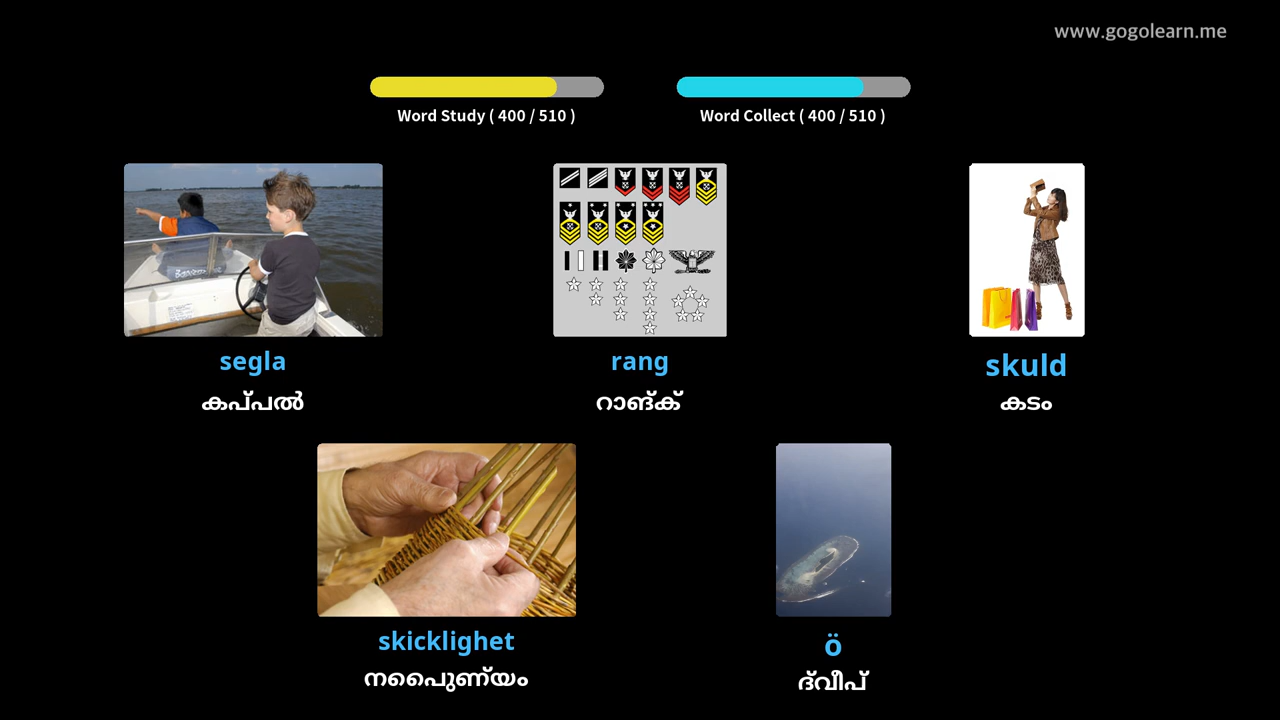 www.gogolearn.me
Word Study ( 400 / 510 )
Word Collect ( 400 / 510 )
segla
rang
skuld
കപ്പൽ
റാങ്ക്
കടം
skicklighet
ö
നൈപുണ്യം
ദ്വീപ്